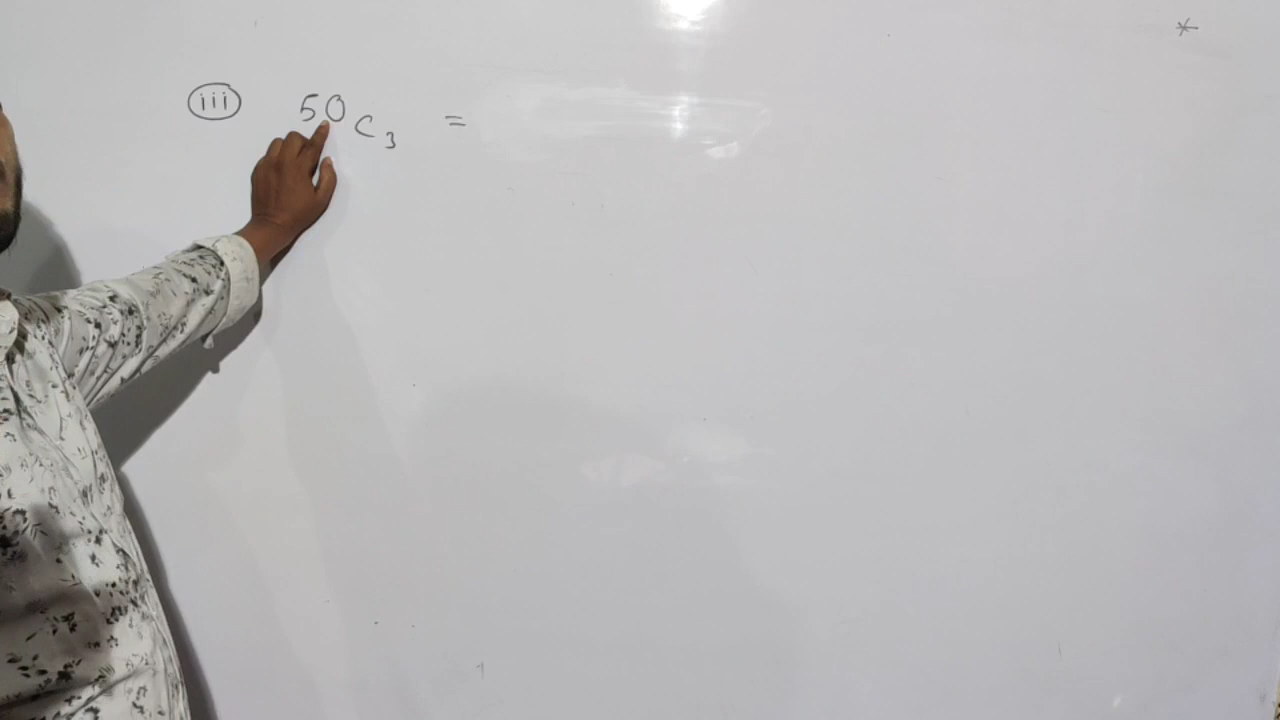 (iii) 50C3 =
*